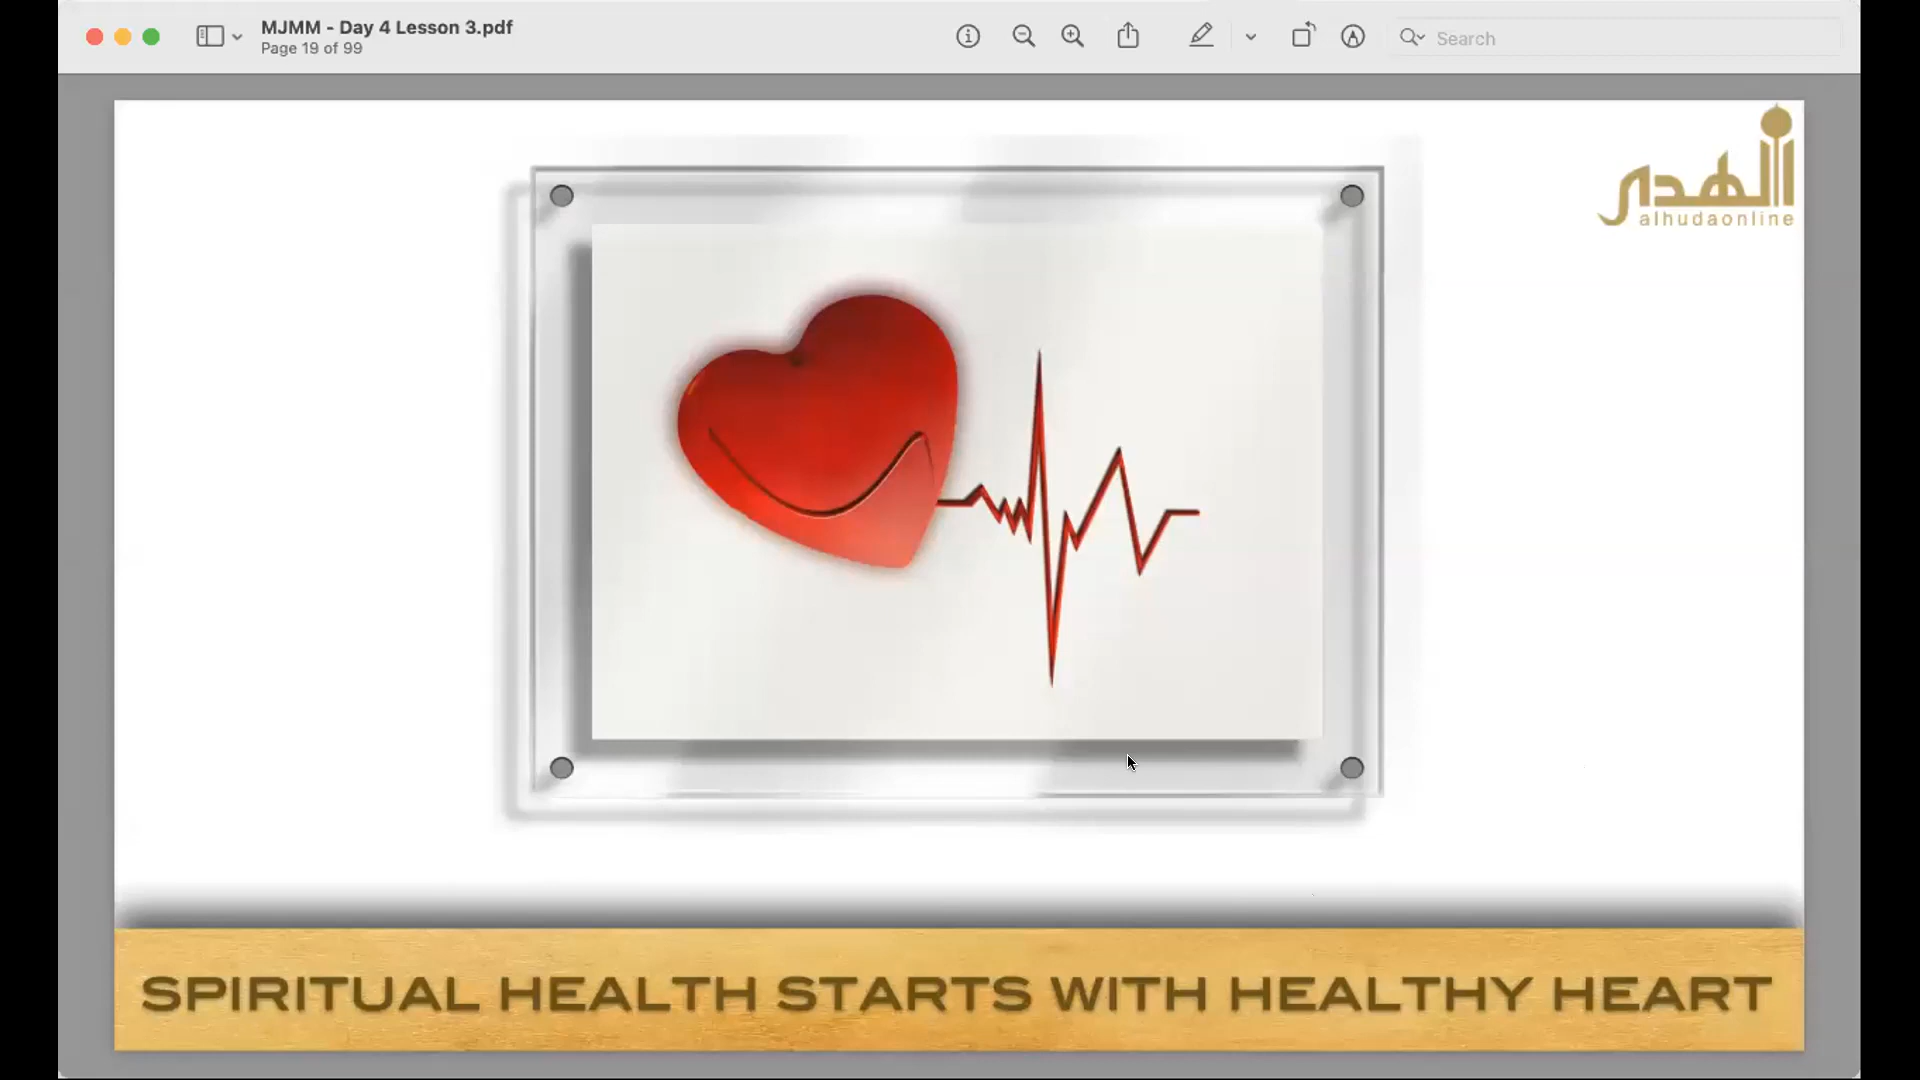 MJMM - Day 4 Lesson 3.pdf
Page 19 of 99
Search
الهدى
alhudaonline
SPIRITUAL HEALTH STARTS WITH HEALTHY HEART